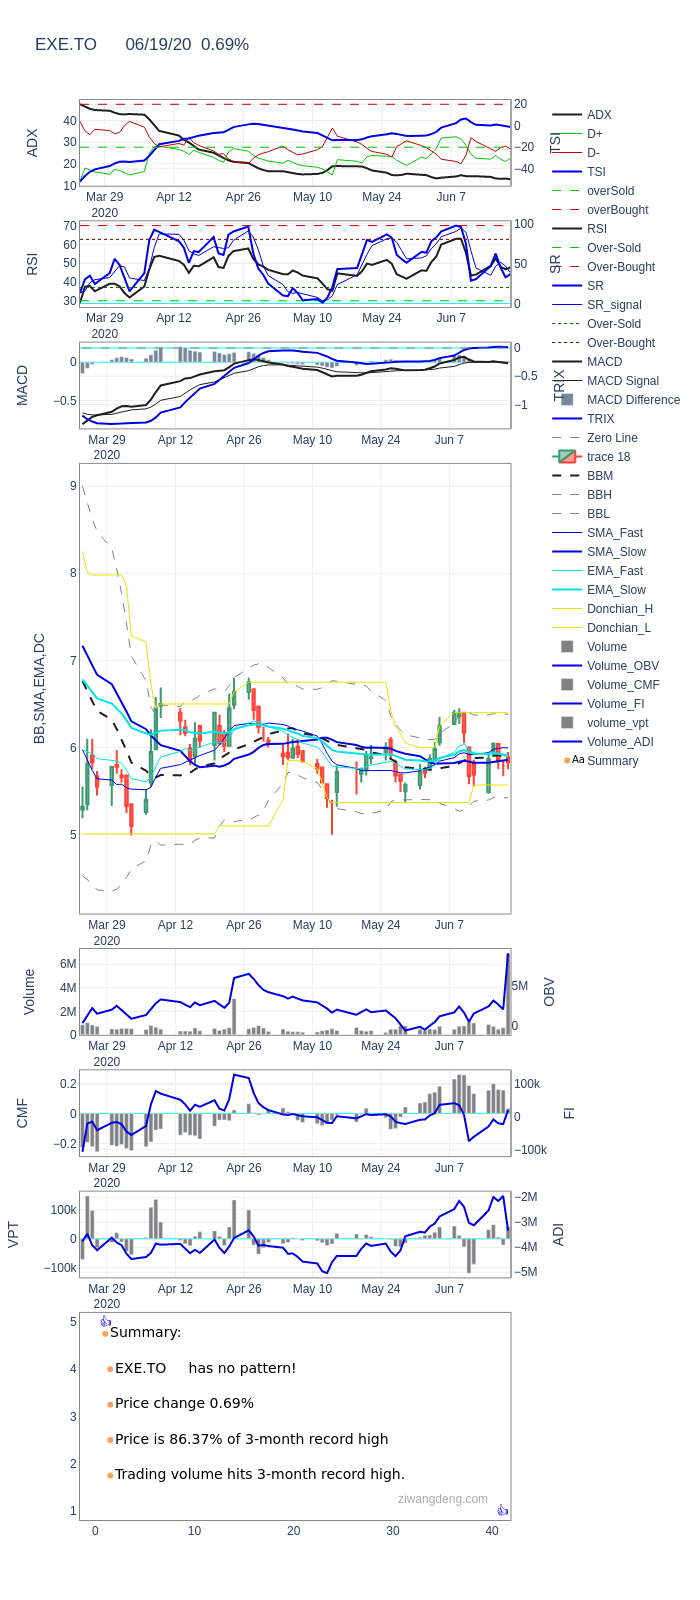 EXE.TO 06/19/20 0.69%
ADX
40
30
20
10
20
0
−20
−40
TSI
Mar 29 Apr 12 Apr 26 May 10 May 24 Jun 7
2020
RSI
70
60
50
40
30
100
50
0
SR
Mar 29 Apr 12 Apr 26 May 10 May 24 Jun 7
2020
MACD
0
−0.5
0
−0.5
−1
TRIX
Mar 29 Apr 12 Apr 26 May 10 May 24 Jun 7
2020
BB,SMA,EMA,DC
9
8
7
6
5
Mar 29 Apr 12 Apr 26 May 10 May 24 Jun 7
2020
Volume
6M
4M
2M
0
5M
0
OBV
Mar 29 Apr 12 Apr 26 May 10 May 24 Jun 7
2020
CMF
0.2
0
−0.2
100k
0
−100k
FI
Mar 29 Apr 12 Apr 26 May 10 May 24 Jun 7
2020
VPT
100k
0
−100k
−2M
−3M
−4M
−5M
ADI
Mar 29 Apr 12 Apr 26 May 10 May 24 Jun 7
2020
5
4
3
2
1
👍
Summary:
EXE.TO has no pattern!
Price change 0.69%
Price is 86.37% of 3-month record high
Trading volume hits 3-month record high.
ziwangdeng.com
👍
0 10 20 30 40
ADX
D+
D-
TSI
overSold
overBought
RSI
Over-Sold
Over-Bought
SR
SR_signal
Over-Sold
Over-Bought
MACD
MACD Signal
MACD Difference
TRIX
Zero Line
trace 18
BBM
BBH
BBL
SMA_Fast
SMA_Slow
EMA_Fast
EMA_Slow
Donchian_H
Donchian_L
Volume
Volume_OBV
Volume_CMF
Volume_FI
volume_vpt
Volume_ADI
Aa Summary